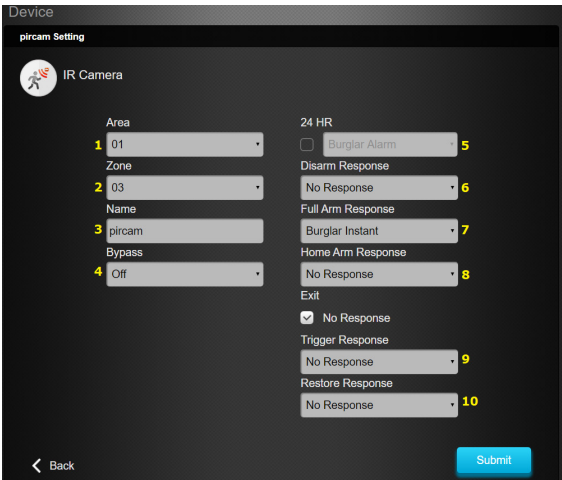 Device
pircam Setting
IR Camera
Area
1 01
Zone
2 03
Name
3 pircam
Bypass
4 Off
24 HR
Burglar Alarm 5
Disarm Response
No Response 6
Full Arm Response
Burglar Instant 7
Home Arm Response
No Response 8
Exit
No Response
Trigger Response
No Response 9
Restore Response
No Response 10
Back
Submit